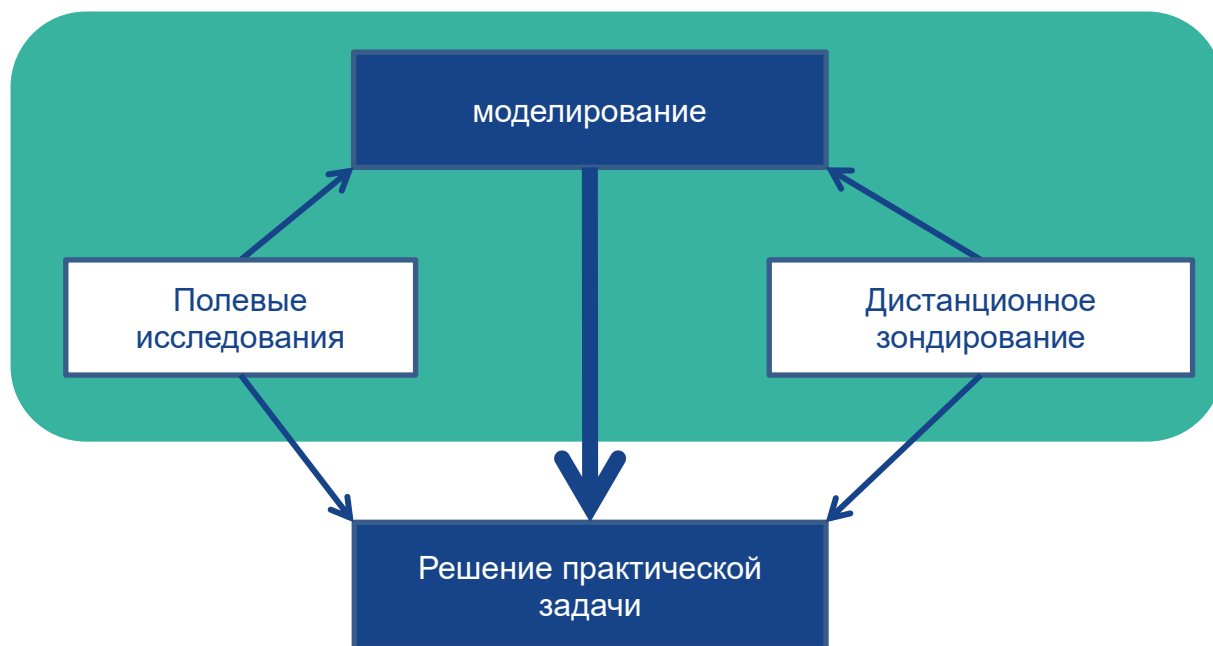 моделирование
Полевые
исследования
Дистанционное
зондирование
Решение практической
задачи